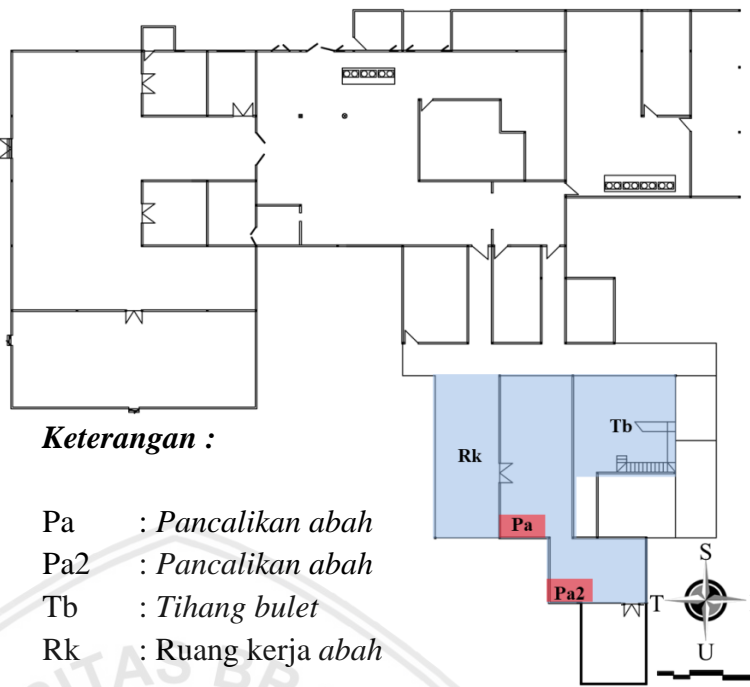 Tb
Rk
Pa
Pa2
S
T
U
Keterangan :
Pa : Pancalikan abah
Pa2 : Pancalikan abah
Tb : Tihang bulet
Rk : Ruang kerja abah